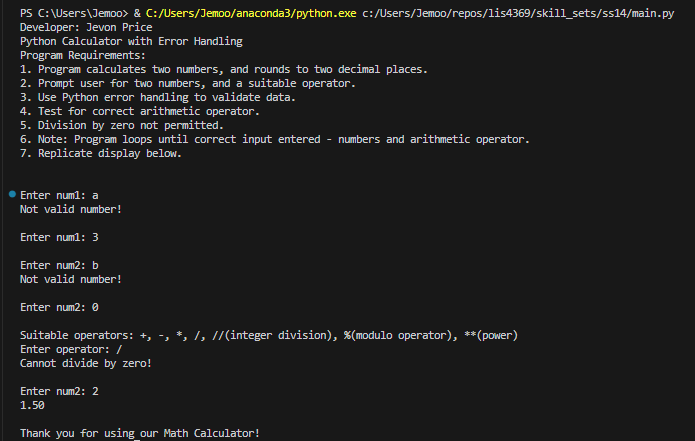 PS C:\Users\Jemoo> & C:/Users/Jemoo/anaconda3/python.exe c:/Users/Jemoo/repos/lis4369/skill_sets/ss14/main.py
Developer: Jevon Price
Python Calculator with Error Handling
Program Requirements:
1. Program calculates two numbers, and rounds to two decimal places.
2. Prompt user for two numbers, and a suitable operator.
3. Use Python error handling to validate data.
4. Test for correct arithmetic operator.
5. Division by zero not permitted.
6. Note: Program loops until correct input entered - numbers and arithmetic operator.
7. Replicate display below.
Enter num1: a
Not valid number!
Enter num1: 3
Enter num2: b
Not valid number!
Enter num2: 0
Suitable operators: +, -, *, /, //(integer division), %(modulo operator), **(power)
Enter operator: /
Cannot divide by zero!
Enter num2: 2
1.50
Thank you for using our Math Calculator!